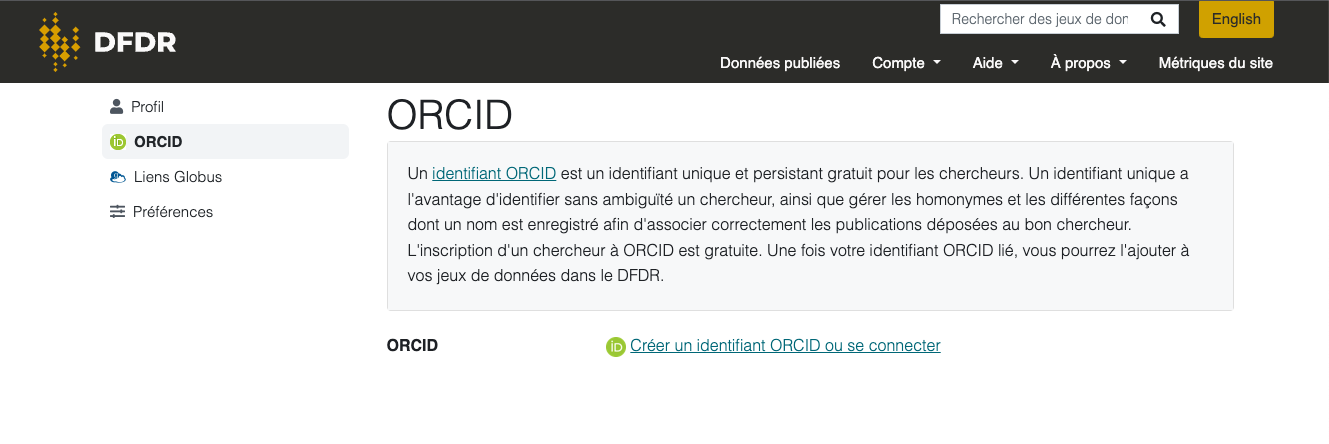 DFDR
Rechercher des jeux de don
English
Données publiées
Compte
Aide
À propos
Métriques du site
Profil
ORCID
Liens Globus
Préférences
ORCID
Un identifiant ORCID est un identifiant unique et persistant gratuit pour les chercheurs. Un identifiant unique a
l'avantage d'identifier sans ambiguïté un chercheur, ainsi que gérer les homonymes et les différentes façons
dont un nom est enregistré afin d'associer correctement les publications déposées au bon chercheur.
L'inscription d'un chercheur à ORCID est gratuite. Une fois votre identifiant ORCID lié, vous pourrez l'ajouter à
vos jeux de données dans le DFDR.
ORCID
iD Créer un identifiant ORCID ou se connecter